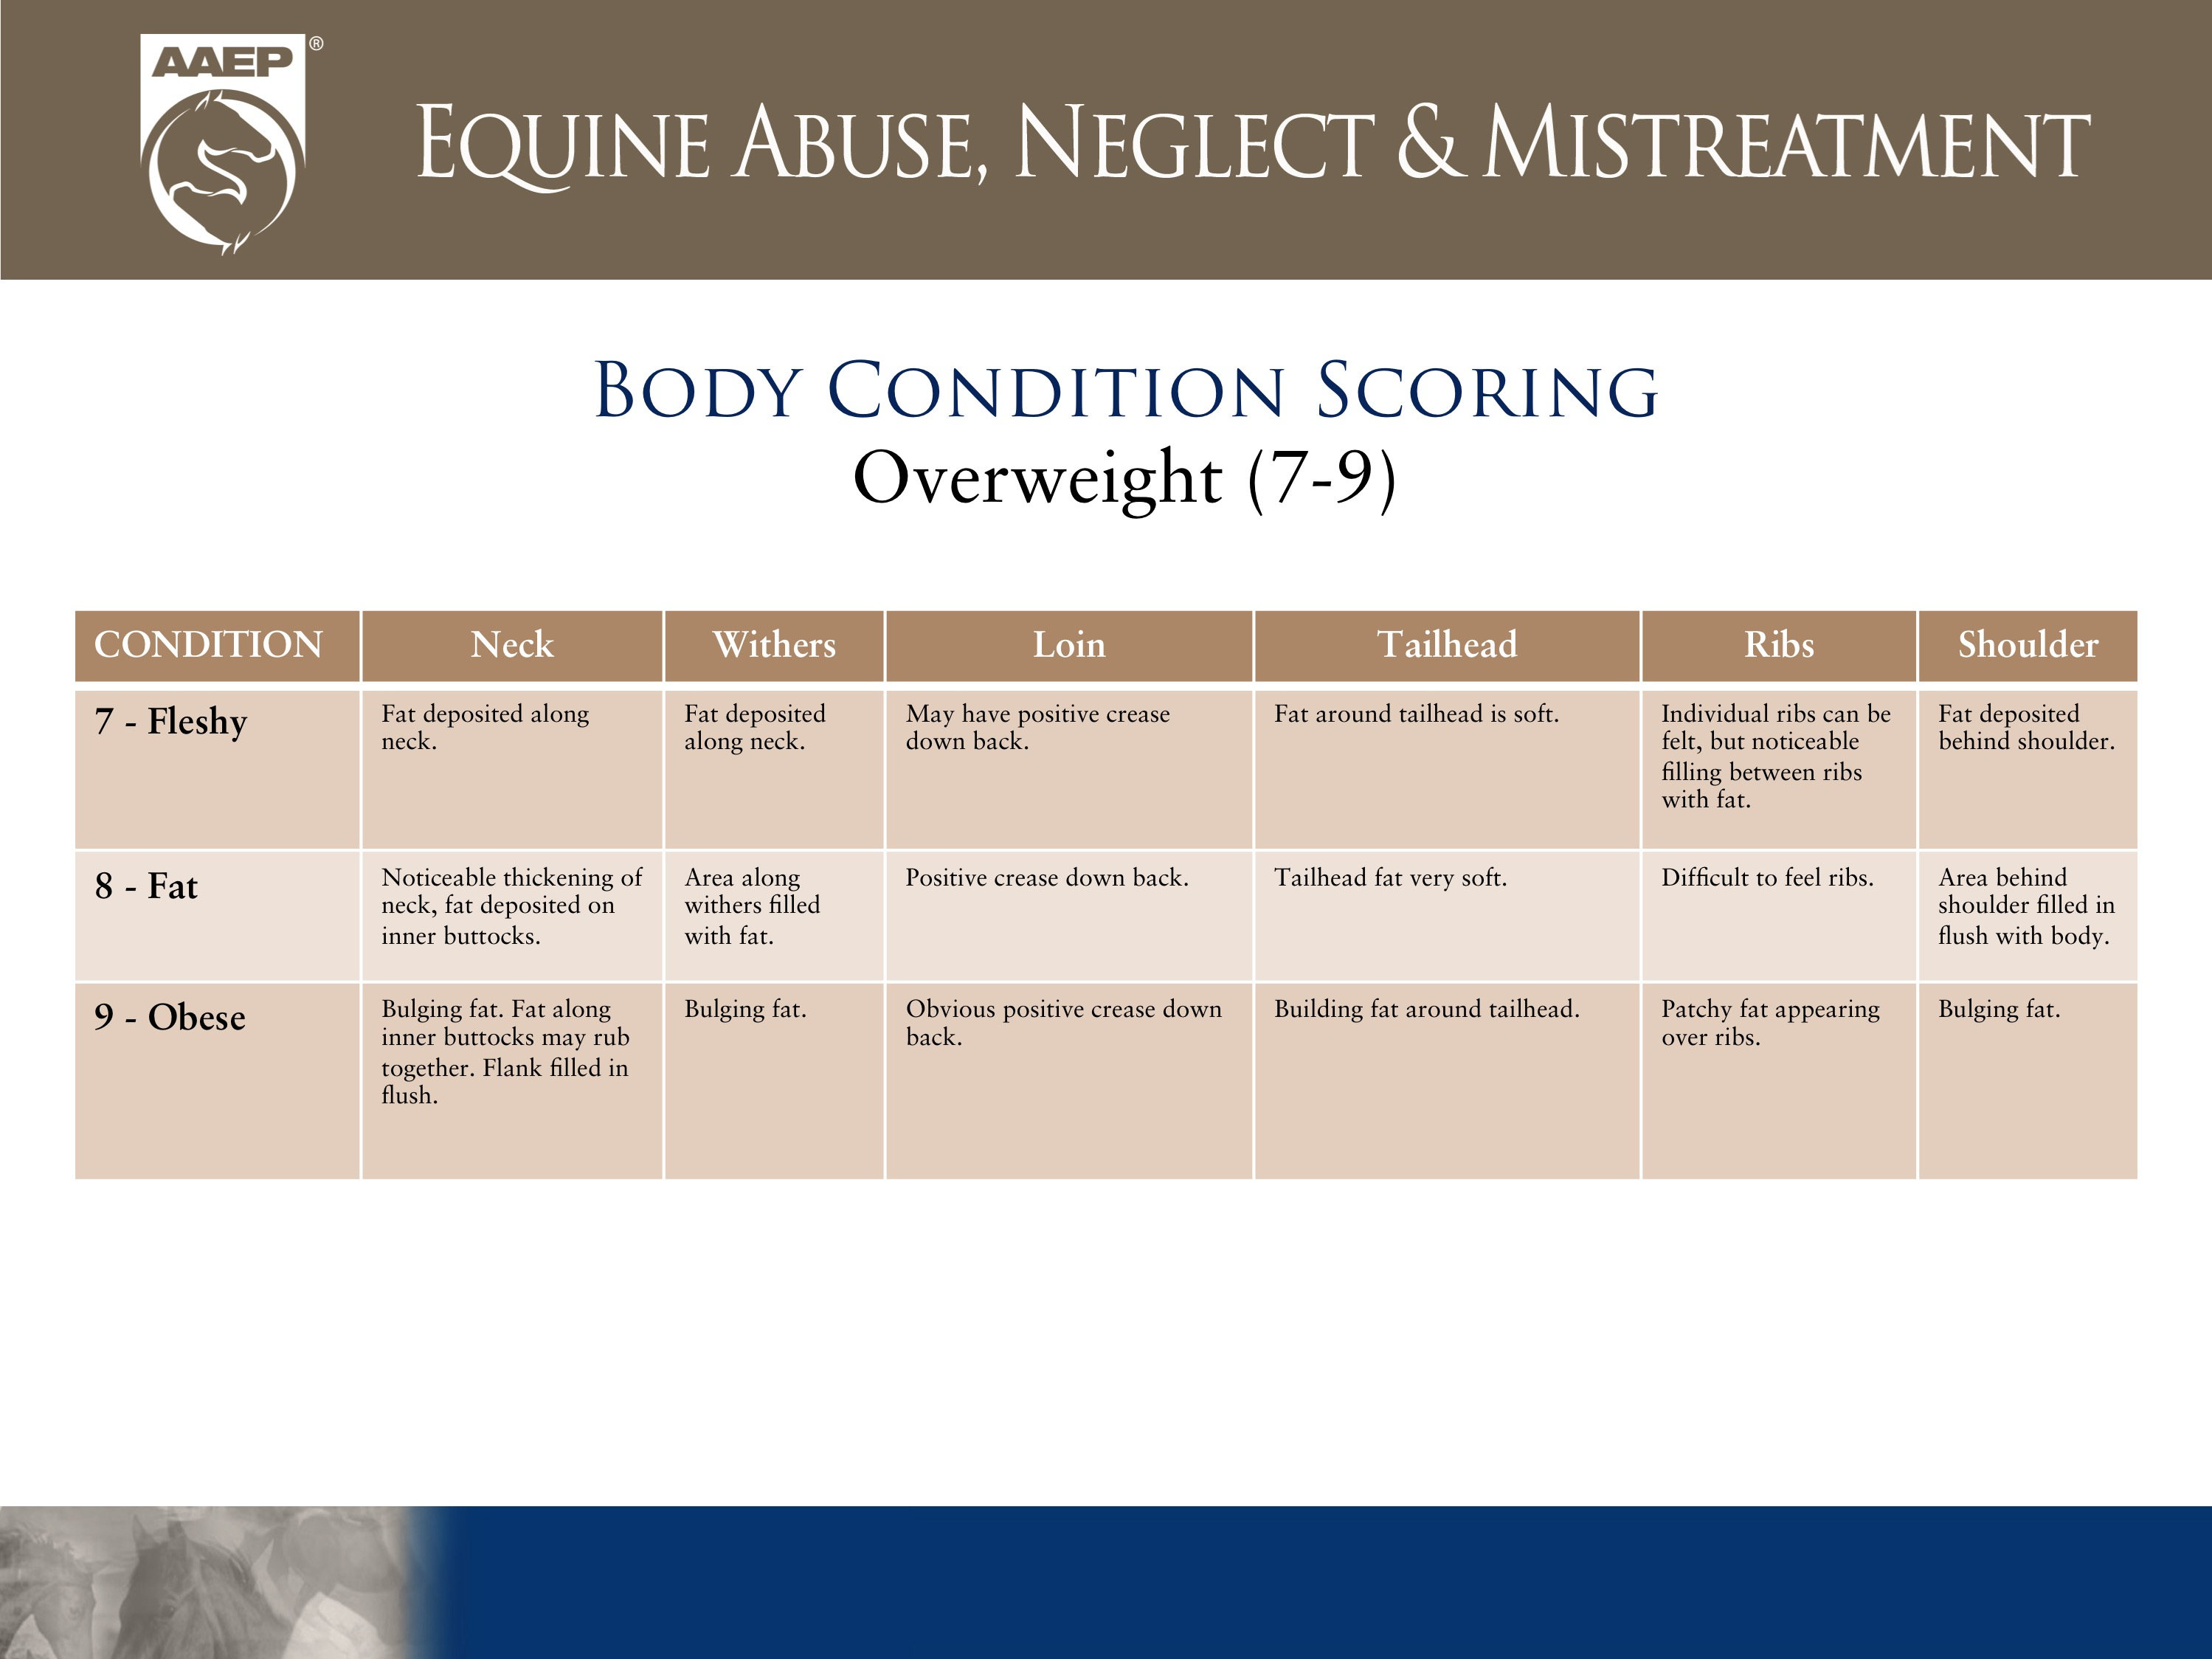 AAEP ®
EQUINE ABUSE, NEGLECT & MISTREATMENT
BODY CONDITION SCORING
Overweight (7-9)
CONDITION Neck Withers Loin Tailhead Ribs Shoulder
7 - Fleshy
Fat deposited along
neck.
Fat deposited
along neck.
May have positive crease
down back.
Fat around tailhead is soft.
Individual ribs can be
felt, but noticeable
filling between ribs
with fat.
Fat deposited
behind shoulder.
8 - Fat
Noticeable thickening of
neck, fat deposited on
inner buttocks.
Area along
withers filled
with fat.
Positive crease down back.
Tailhead fat very soft.
Difficult to feel ribs.
Area behind
shoulder filled in
flush with body.
9 - Obese
Bulging fat. Fat along
inner buttocks may rub
together. Flank filled in
flush.
Bulging fat.
Obvious positive crease down
back.
Building fat around tailhead.
Patchy fat appearing
over ribs.
Bulging fat.